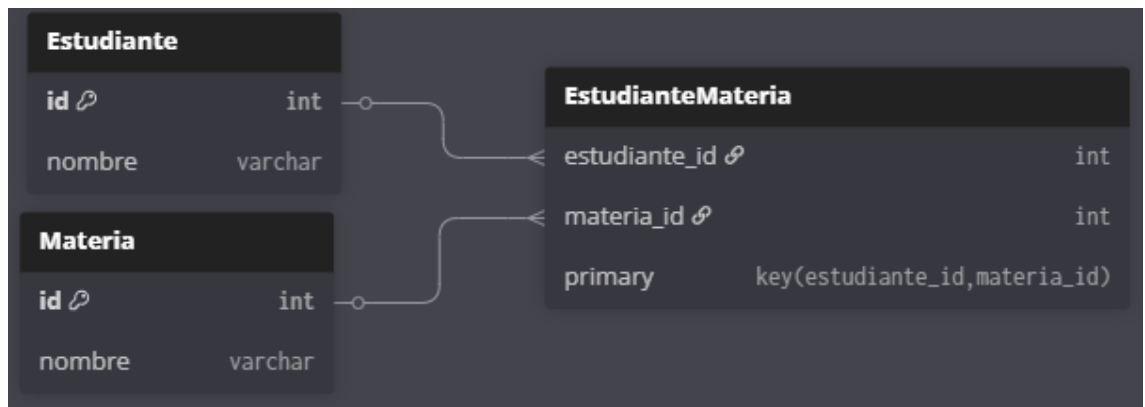 Estudiante
id int
nombre varchar
Materia
id int
nombre varchar
EstudianteMateria
estudiante_id int
materia_id int
primary key(estudiante_id,materia_id)